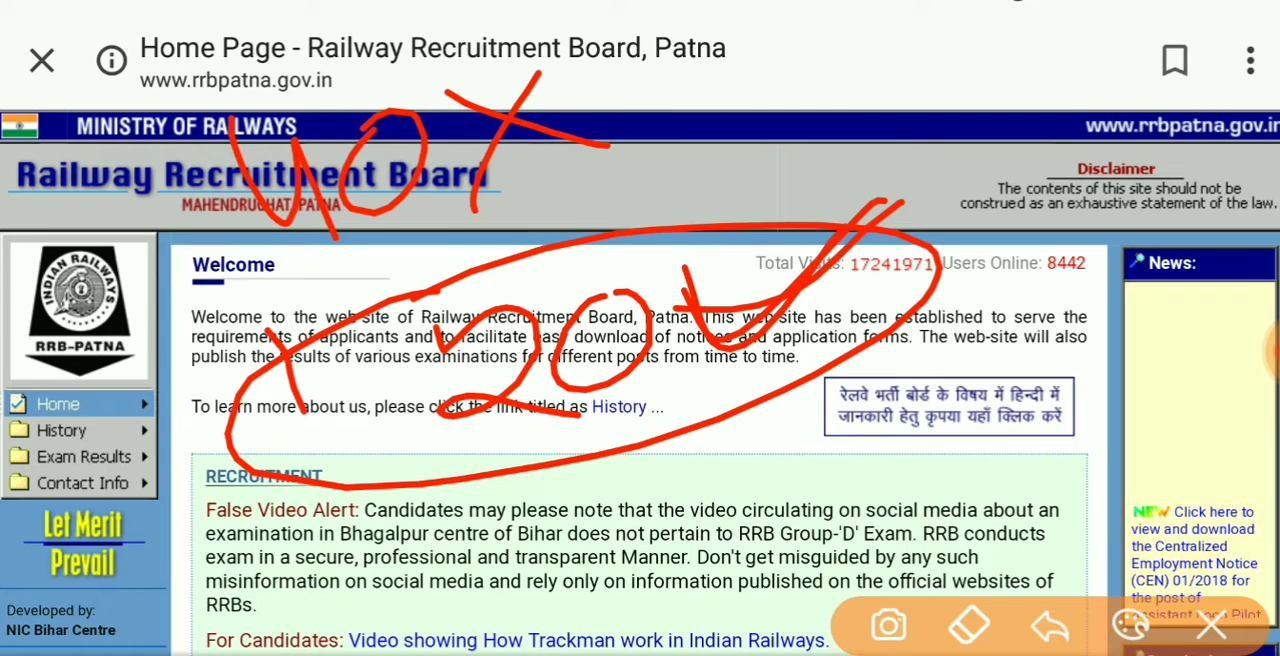 Home Page - Railway Recruitment Board, Patna
www.rrbpatna.gov.in
MINISTRY OF RAILWAYS
www.rrbpatna.gov.in
Railway Recruitment Board
MAHENDRUGHAT, PATNA
Disclaimer
The contents of this site should not be
construed as an exhaustive statement of the law.
INDIAN RAILWAYS
RRB-PATNA
Home
History
Exam Results
Contact Info
Let Merit
Prevail
Developed by:
NIC Bihar Centre
Welcome
Total Visits: 17241971 Users Online: 8442
Welcome to the web-site of Railway Recruitment Board, Patna. This web-site has been established to serve the
requirements of applicants and to facilitate easy download of notices and application forms. The web-site will also
publish the results of various examinations for different posts from time to time.
To learn more about us, please click the link titled as History ...
रेलवे भर्ती बोर्ड के विषय में हिन्दी में
जानकारी हेतु कृपया यहाँ क्लिक करें
RECRUITMENT
False Video Alert: Candidates may please note that the video circulating on social media about an
examination in Bhagalpur centre of Bihar does not pertain to RRB Group-'D' Exam. RRB conducts
exam in a secure, professional and transparent Manner. Don't get misguided by any such
misinformation on social media and rely only on information published on the official websites of
RRBs.
For Candidates: Video showing How Trackman work in Indian Railways.
News:
NEW Click here to
view and download
the Centralized
Employment Notice
(CEN) 01/2018 for
the post of
Assistant Loco Pilot